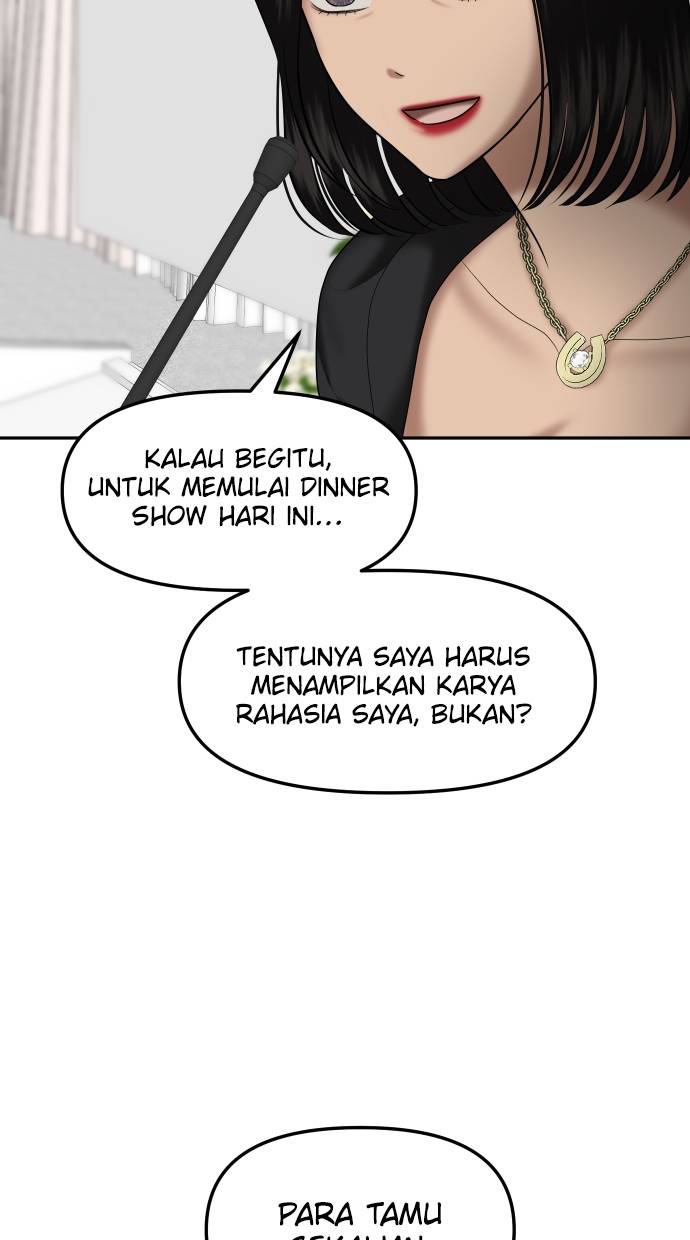 KALAU BEGITU,
UNTUK MEMULAI DINNER
SHOW HARI INI...
TENTUNYA SAYA HARUS
MENAMPILKAN KARYA
RAHASIA SAYA, BUKAN?
PARA TAMU